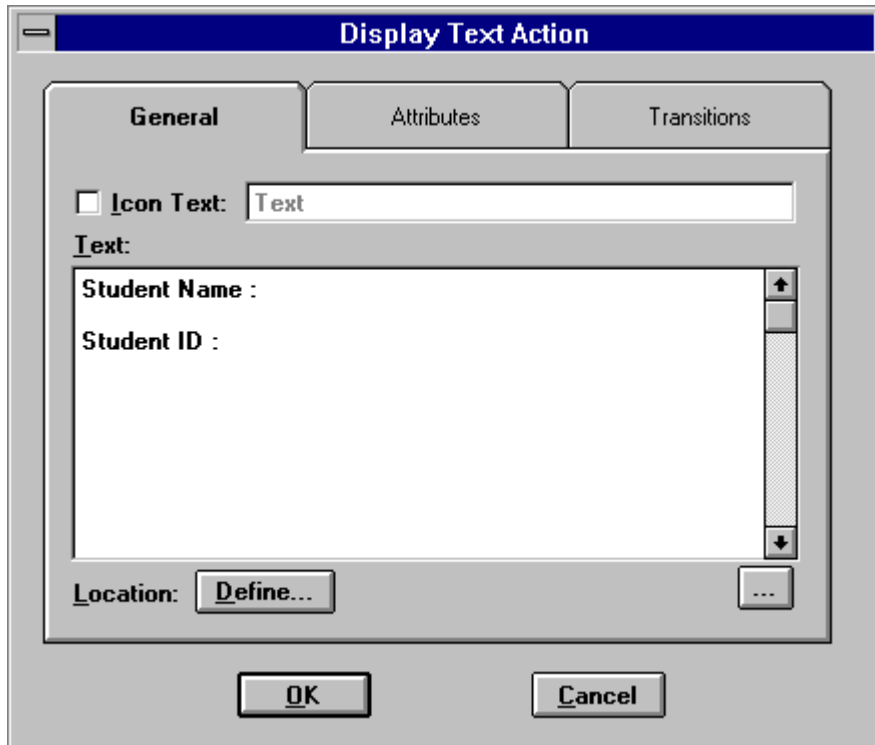 Display Text Action
General Attributes Transitions
Icon Text: Text
Text:
Student Name :
Student ID :
Location: Define... ...
OK Cancel